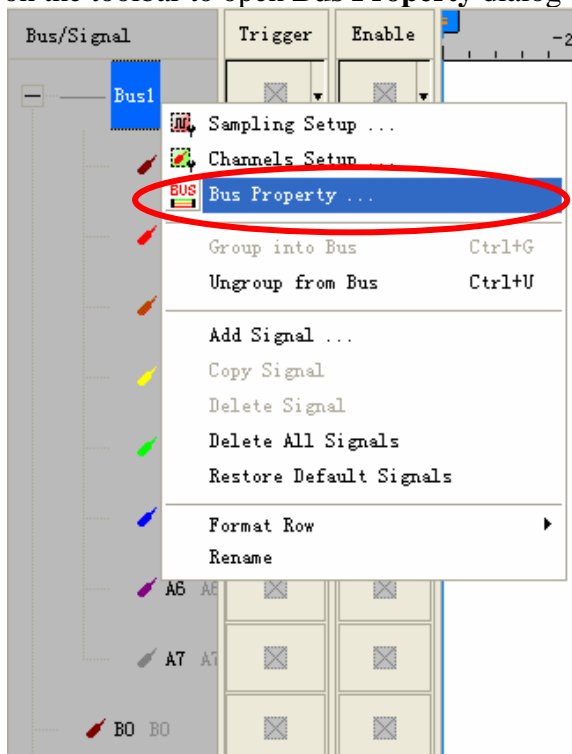 on the toolbar to open Bus Property dialog
Bus/Signal Trigger Enable -2
Bus1
Sampling Setup ...
Channels Setup ...
BUS Bus Property ...
Group into Bus Ctrl+G
Ungroup from Bus Ctrl+U
Add Signal ...
Copy Signal
Delete Signal
Delete All Signals
Restore Default Signals
Format Row
Rename
A6 A6
A7 A7
B0 B0